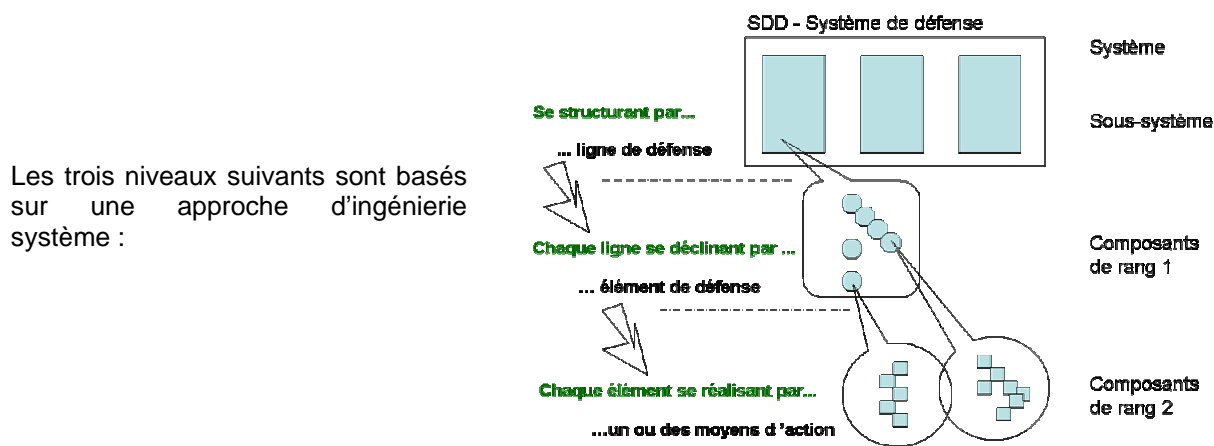 SDD - Système de défense
Système
Se structurant par...
Sous-système
... ligne de défense
Les trois niveaux suivants sont basés
sur une approche d'ingénierie
système :
Chaque ligne se déclinant par ...
Composants
de rang 1
... élément de défense
Chaque élément se réalisant par...
Composants
de rang 2
...un ou des moyens d 'action